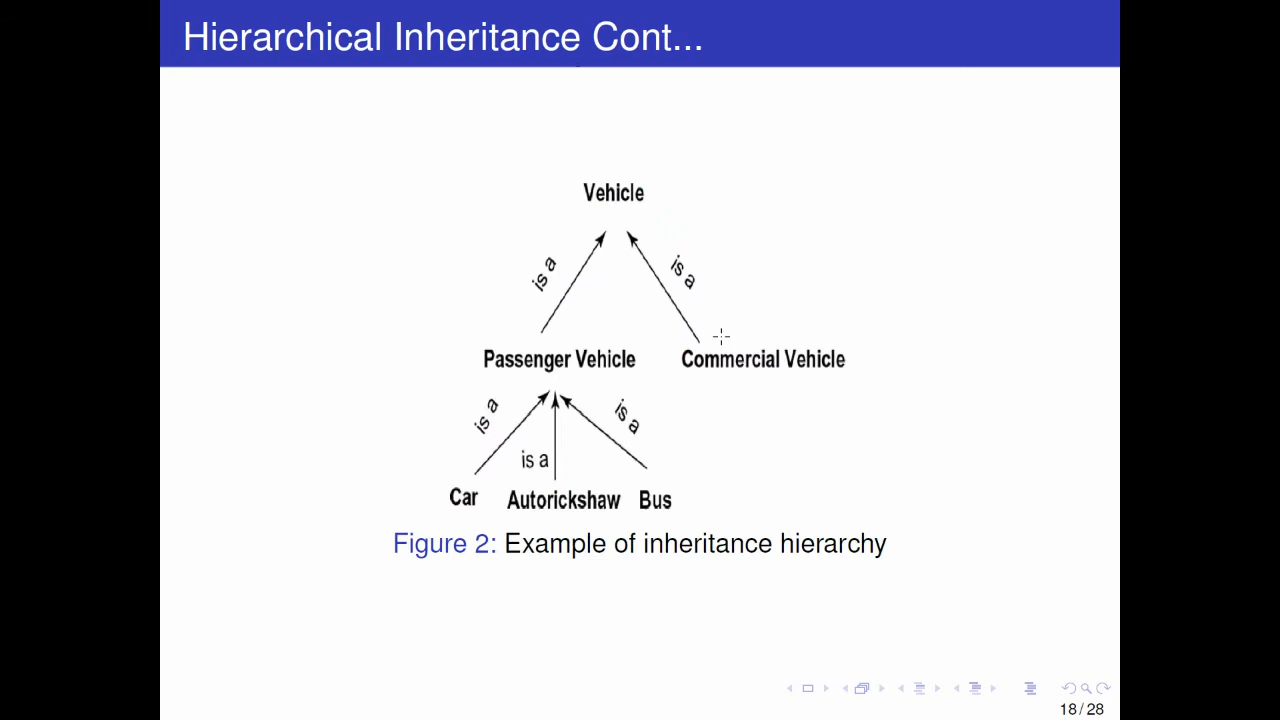 Hierarchical Inheritance Cont...
Vehicle
is a
is a
Passenger Vehicle
Commercial Vehicle
is a
is a
is a
Car
Autorickshaw
Bus
Figure 2: Example of inheritance hierarchy
18 / 28